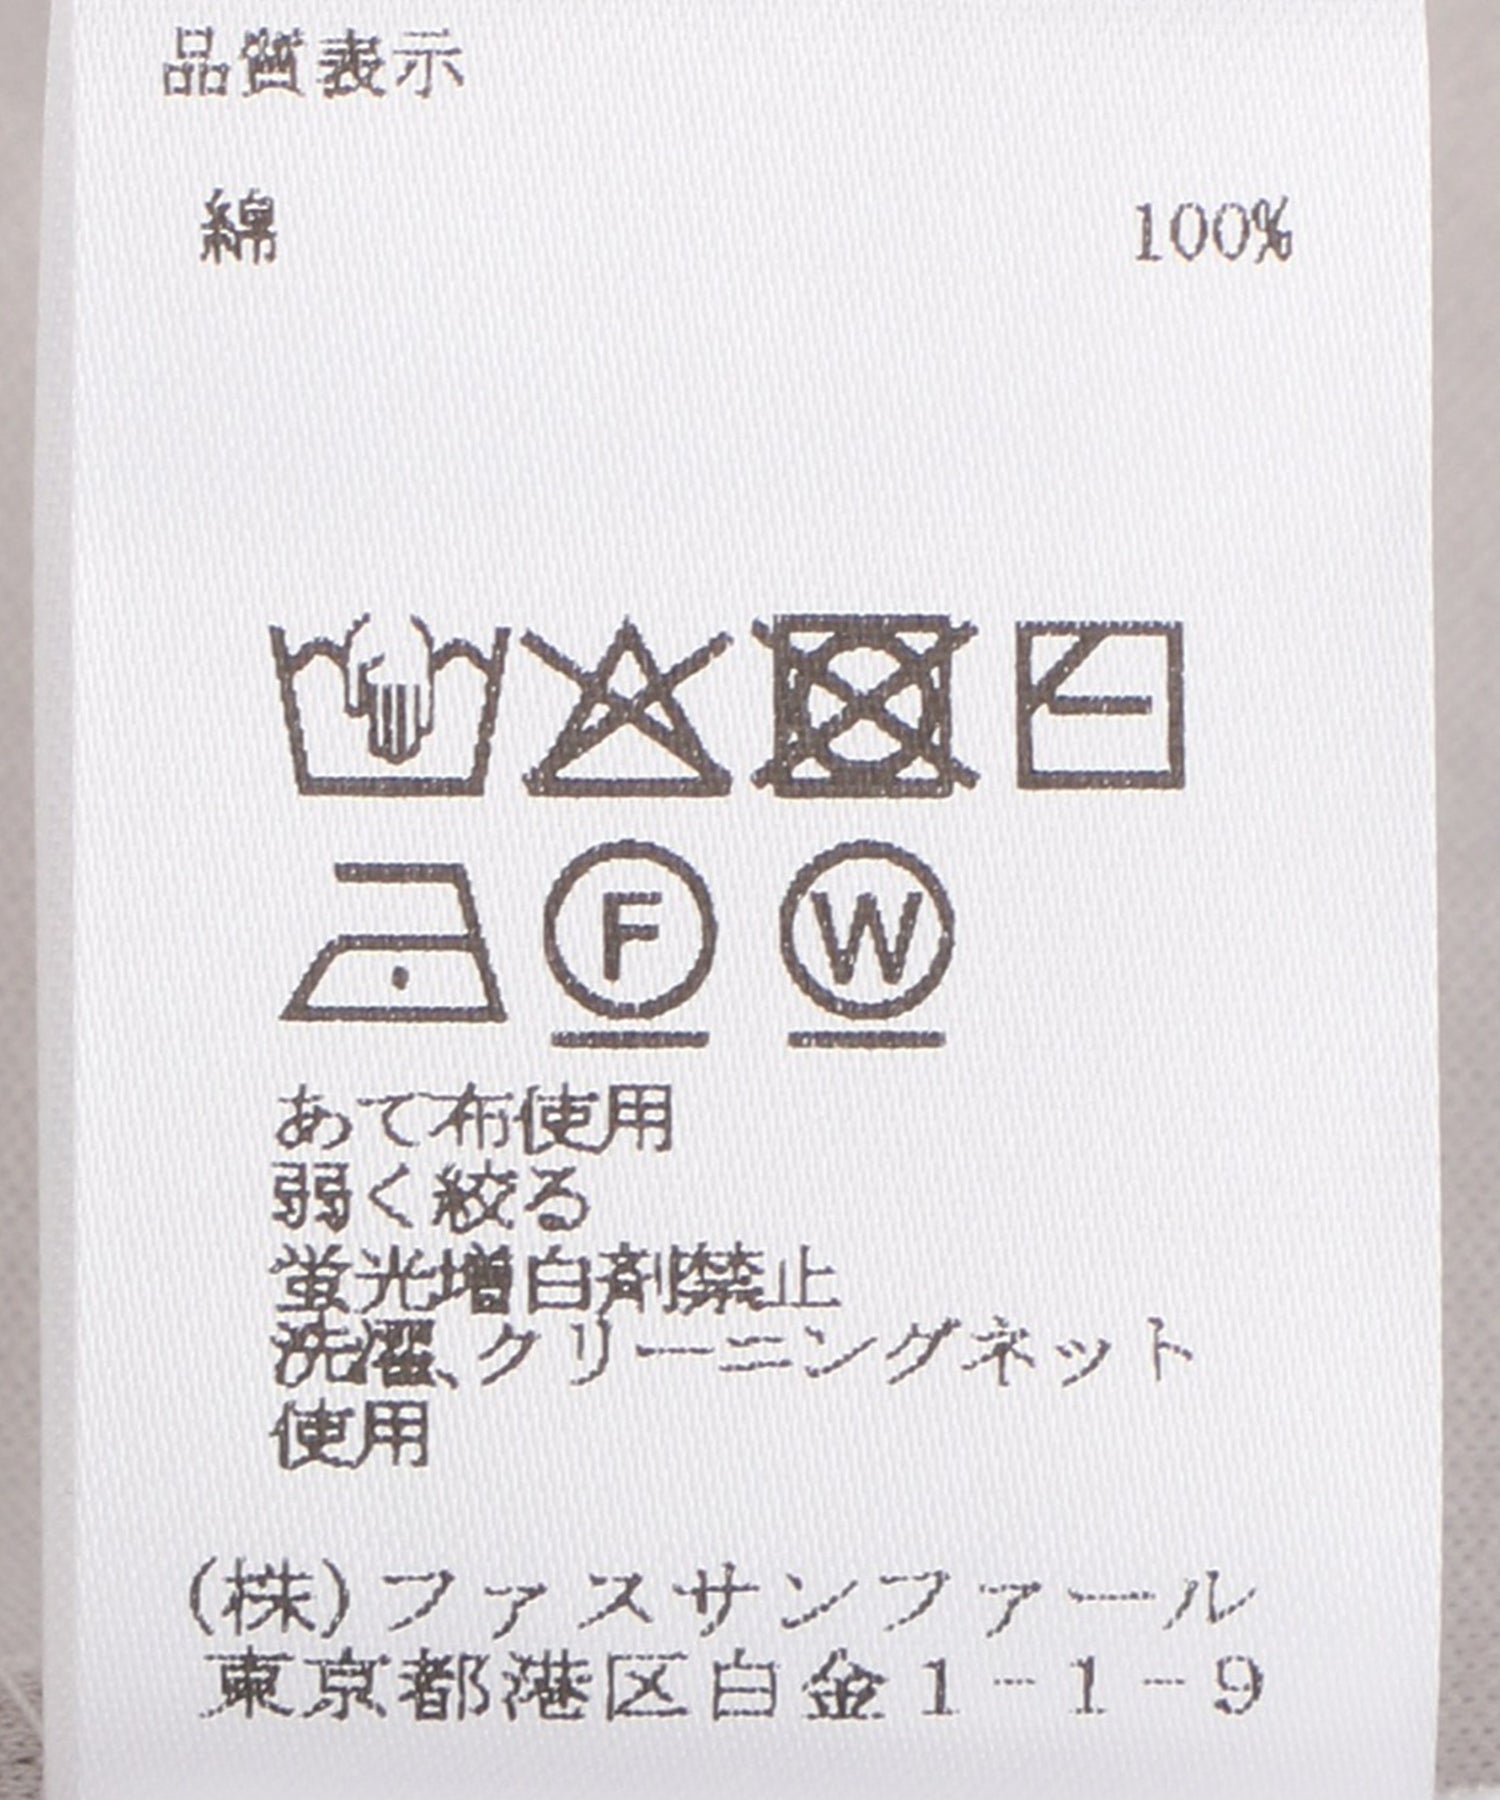 品質表示
綿 100%
F W
あて布使用
弱く絞る
蛍光増白剤禁止
洗濯、クリーニングネット
使用
(株)ファスサンファール
東京都港区白金1-1-9